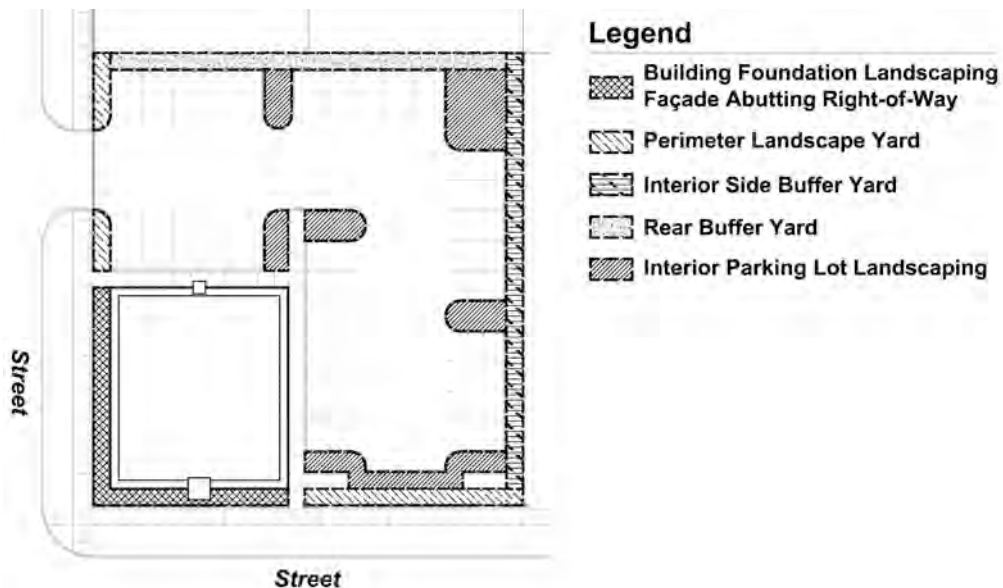 Legend
Building Foundation Landscaping
Façade Abutting Right-of-Way
Perimeter Landscape Yard
Interior Side Buffer Yard
Rear Buffer Yard
Interior Parking Lot Landscaping
Street
Street